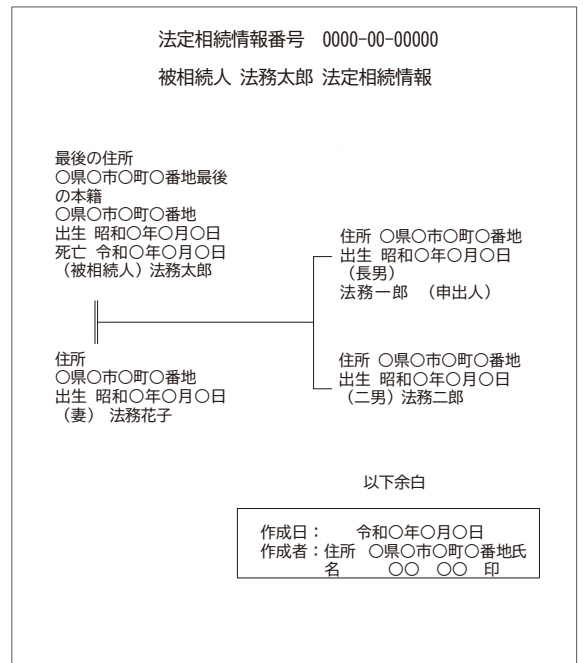 法定相続情報番号　0000-00-00000
被相続人 法務太郎 法定相続情報
最後の住所
○県○市○町○番地最後
の本籍
○県○市○町○番地
出生 昭和○年○月○日
死亡 令和○年○月○日
（被相続人）法務太郎
住所
○県○市○町○番地
出生 昭和○年○月○日
（妻） 法務花子
住所 ○県○市○町○番地
出生 昭和○年○月○日
（長男）
法務一郎 （申出人）
住所 ○県○市○町○番地
出生 昭和○年○月○日
（二男）法務二郎
以下余白
作成日： 令和○年○月○日
作成者：住所 ○県○市○町○番地氏
名 ○○ ○○ 印